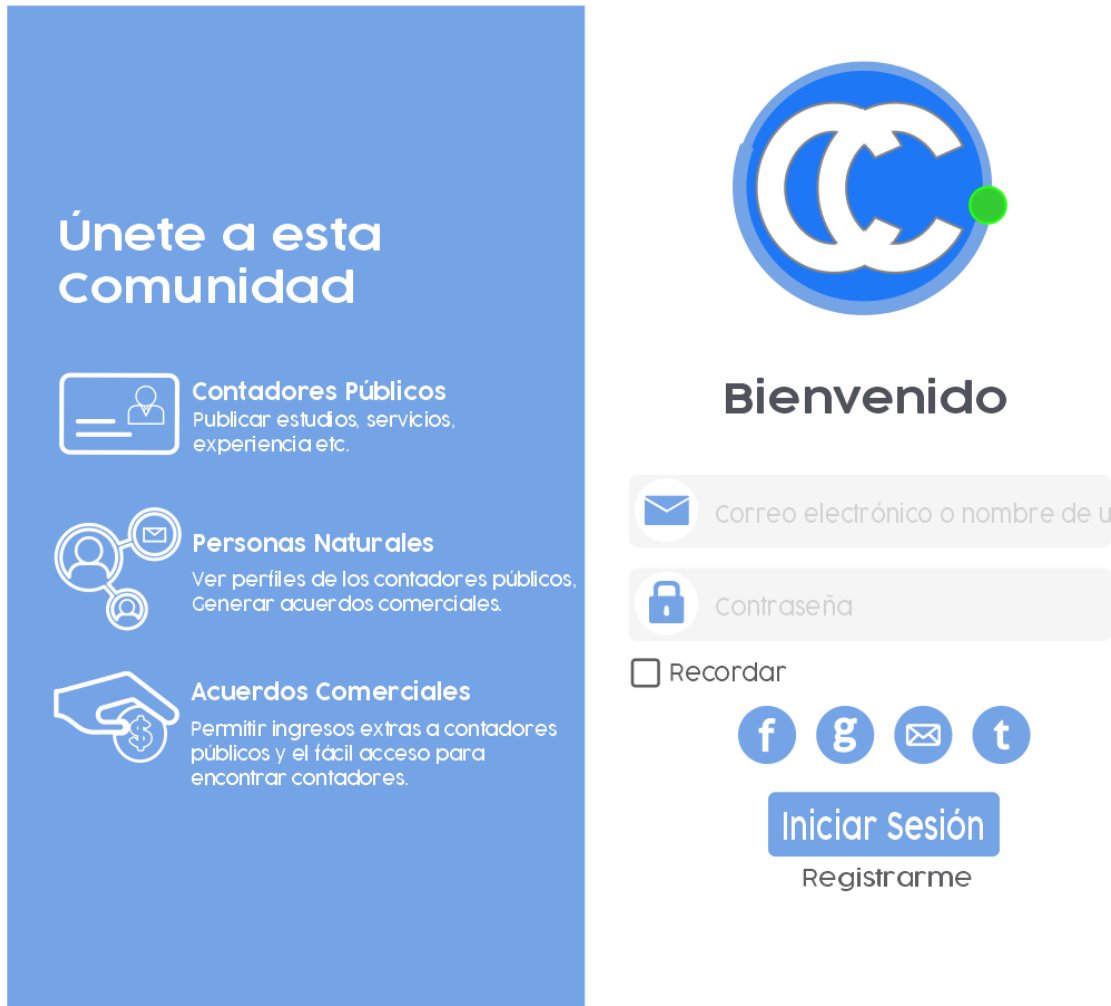 Únete a esta
Comunidad
Contadores Públicos
Publicar estudios, servicios,
experiencia etc.
Personas Naturales
Ver perfíles de los contadores públicos,
Generar acuerdos comerciales.
Acuerdos Comerciales
$
Permitir ingresos extras a contadores
públicos y el fácil acceso para
encontrar contadores.
CC
Bienvenido
Correo electrónico o nombre de u
Contraseña
Recordar
f g t
Iniciar Sesión
Registrarme